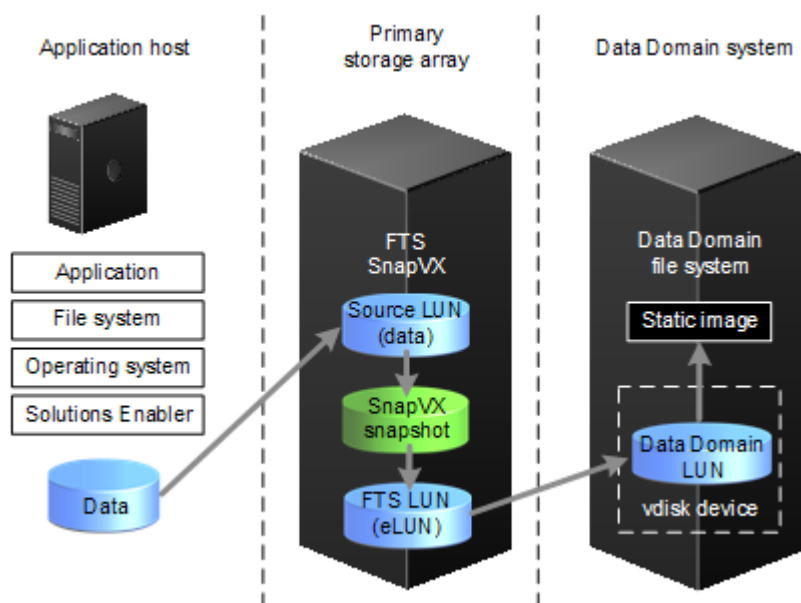 Application host
Primary
storage array
Data Domain system
Application
File system
Operating system
Solutions Enabler
Data
FTS
SnapVX
Source LUN
(data)
SnapVX
snapshot
FTS LUN
(eLUN)
Data Domain
file system
Static image
Data Domain
LUN
vdisk device